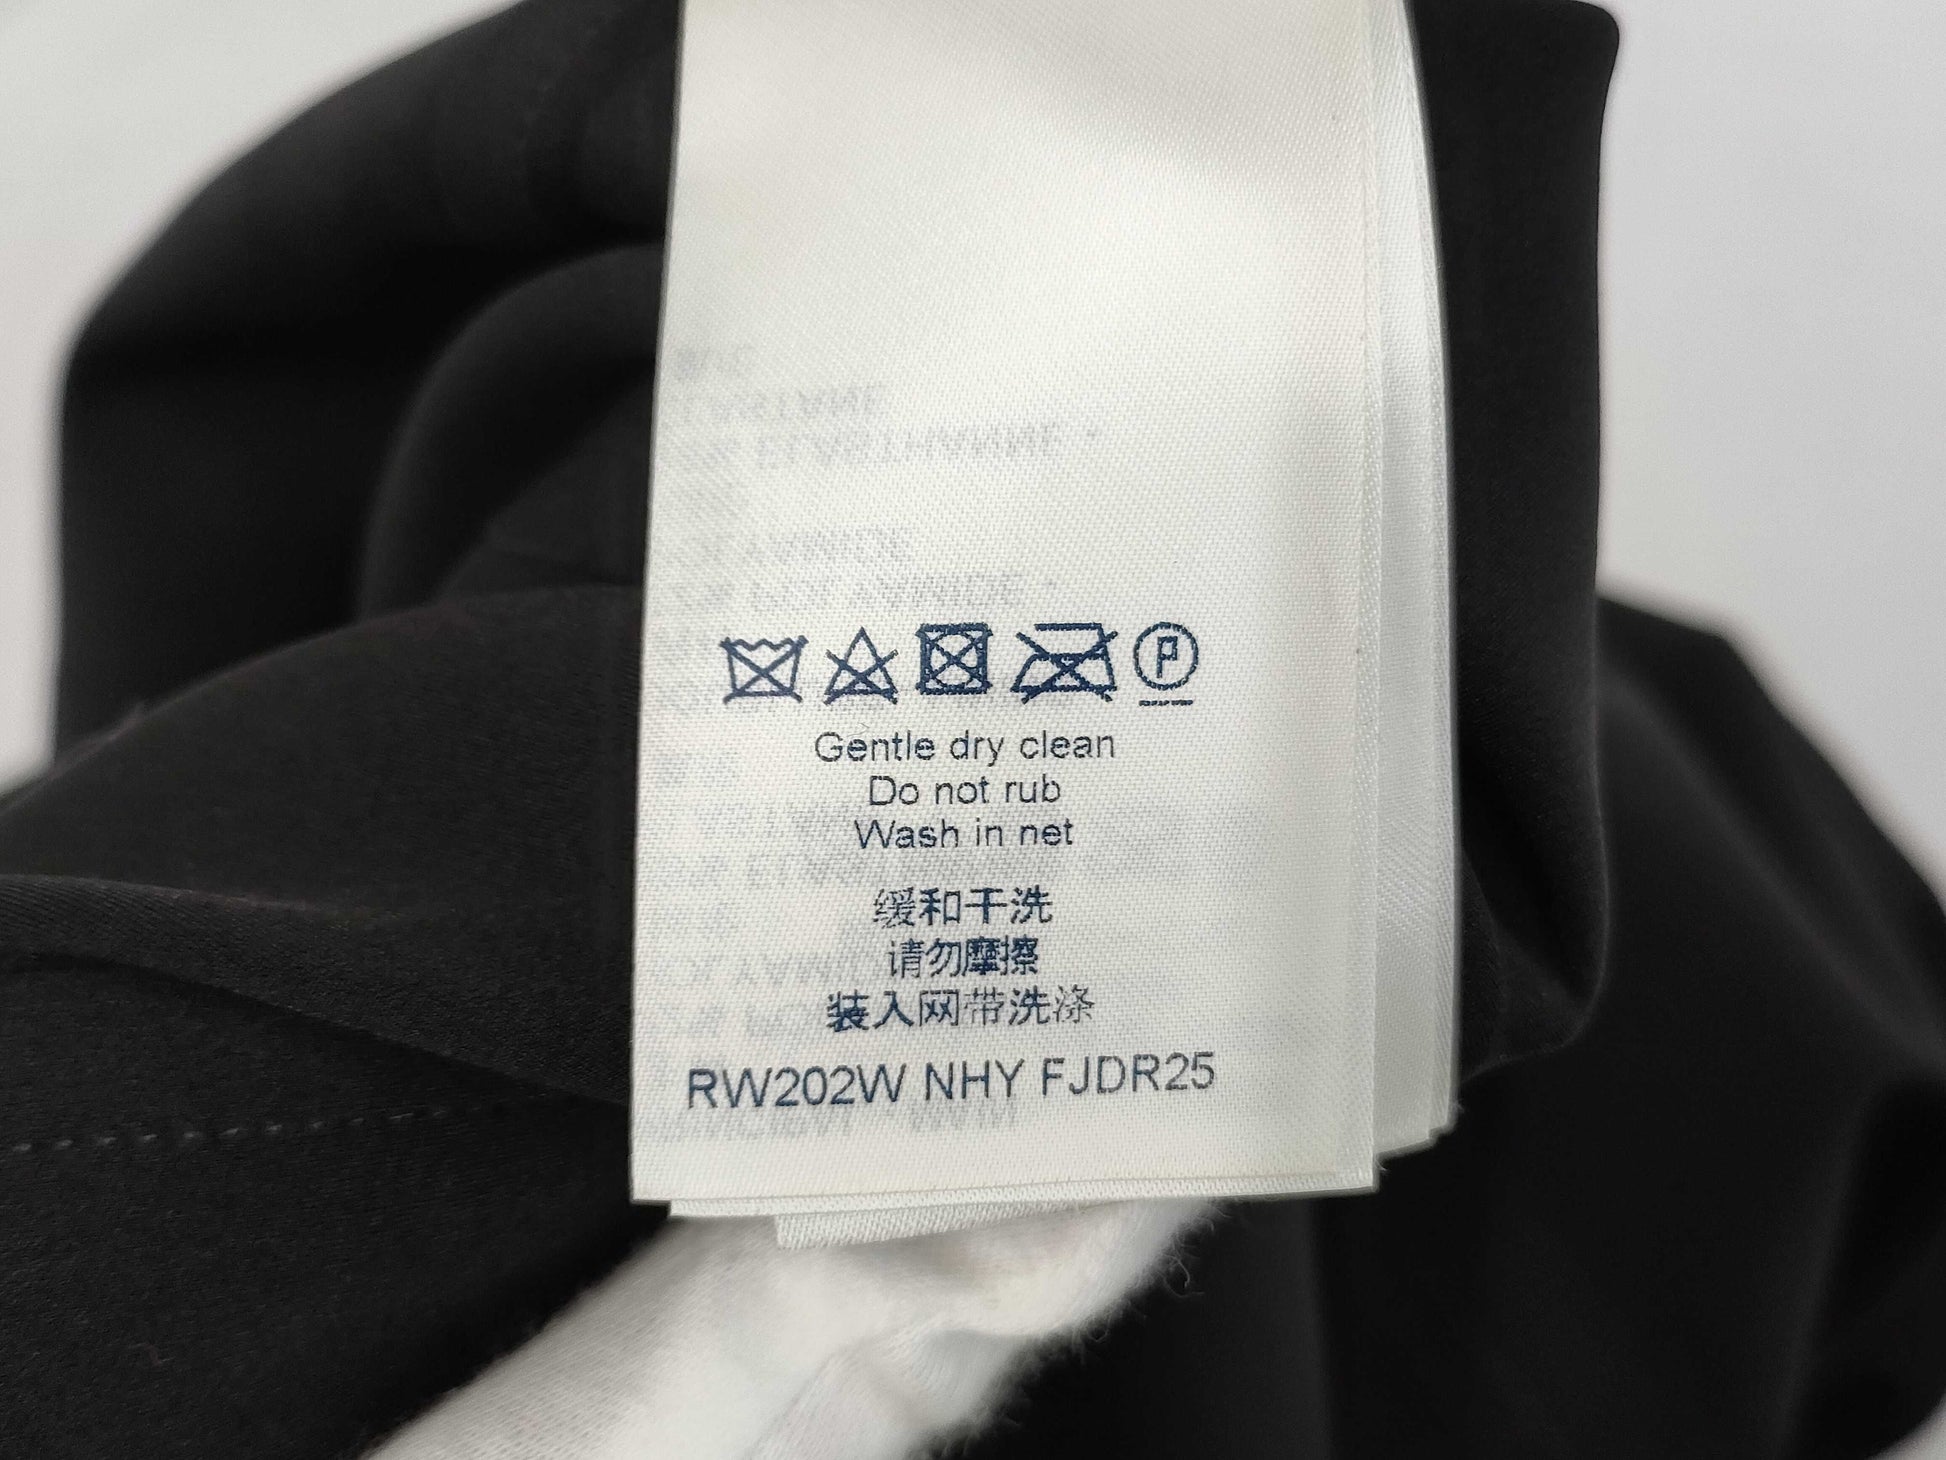 P
Gentle dry clean
Do not rub
Wash in net
缓和干洗
请勿摩擦
装入网带洗涤
RW202W NHY FJDR25